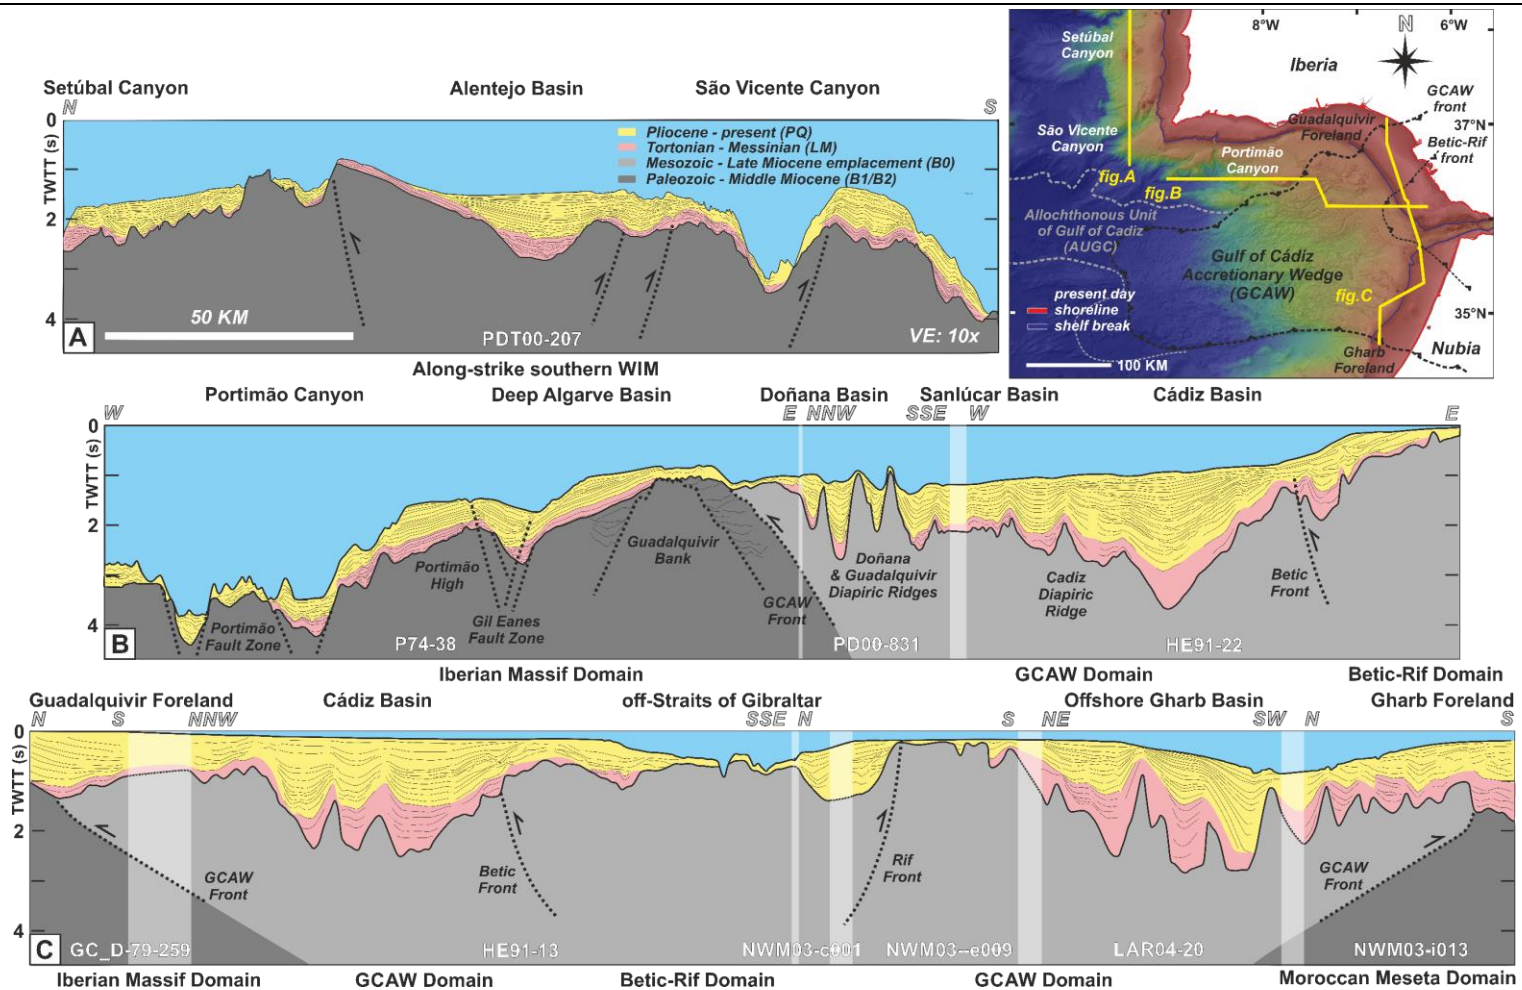 Setúbal Canyon
Alentejo Basin
São Vicente Canyon
N
S
0
2
4
TWTT (s)
Pliocene - present (PQ)
Tortonian - Messinian (LM)
Mesozoic - Late Miocene emplacement (B0)
Paleozoic - Middle Miocene (B1/B2)
50 KM
A
PDT00-207
VE: 10x
Along-strike southern WIM
8°W
N
6°W
Setúbal
Canyon
Iberia
GCAW
front
Guadalquivir
Foreland
37°N
Betic-Rif
front
São Vicente
Canyon
Portimão
Canyon
fig.A
fig.B
Allochthonous Unit
of Gulf of Cadiz
(AUGC)
Gulf of Cádiz
Accretionary Wedge
(GCAW)
fig.C
present day
shoreline
shelf break
35°N
Gharb
Foreland
Nubia
100 KM
Portimão Canyon
Deep Algarve Basin
Doñana Basin
Sanlúcar Basin
Cádiz Basin
W
E
NNW
SSE
W
E
0
2
4
TWTT (s)
Portimão
High
Guadalquivir
Bank
Portimão
Fault Zone
Gil Eanes
Fault Zone
GCAW
Front
Doñana
& Guadalquivir
Diapiric Ridges
Cadiz
Diapiric
Ridge
Betic
Front
B
P74-38
PD00-831
HE91-22
Iberian Massif Domain
GCAW Domain
Betic-Rif Domain
Guadalquivir Foreland
Cádiz Basin
off-Straits of Gibraltar
Offshore Gharb Basin
Gharb Foreland
N
S
NNW
SSE
N
S
NE
SW
N
S
0
2
4
TWTT (s)
GCAW
Front
Betic
Front
Rif
Front
GCAW
Front
C
GC_D-79-259
HE91-13
NWM03-c001
NWM03--e009
LAR04-20
NWM03-i013
Iberian Massif Domain
GCAW Domain
Betic-Rif Domain
GCAW Domain
Moroccan Meseta Domain